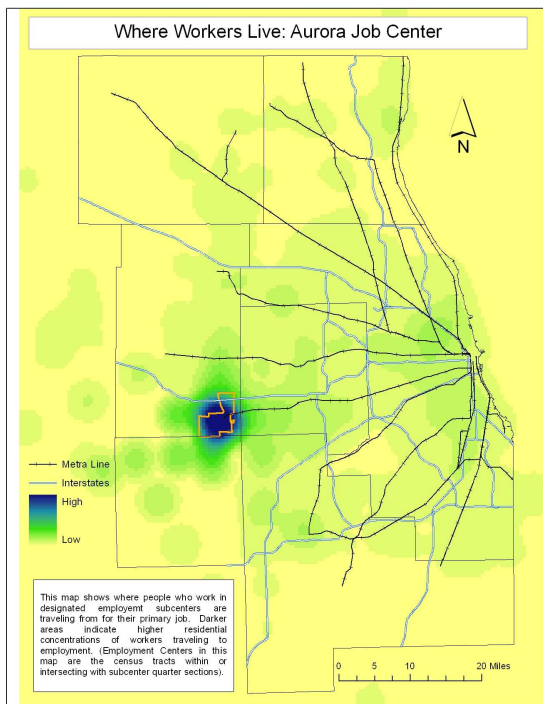 Where Workers Live: Aurora Job Center
N
Metra Line
Interstates
High
Low
This map shows where people who work in
designated employemt subcenters are
traveling from for their primary job. Darker
areas indicate higher residential
concentrations of workers traveling to
employment. (Employment Centers in this
map are the census tracts within or
intersecting with subcenter quarter sections).
0 5 10 20 Miles